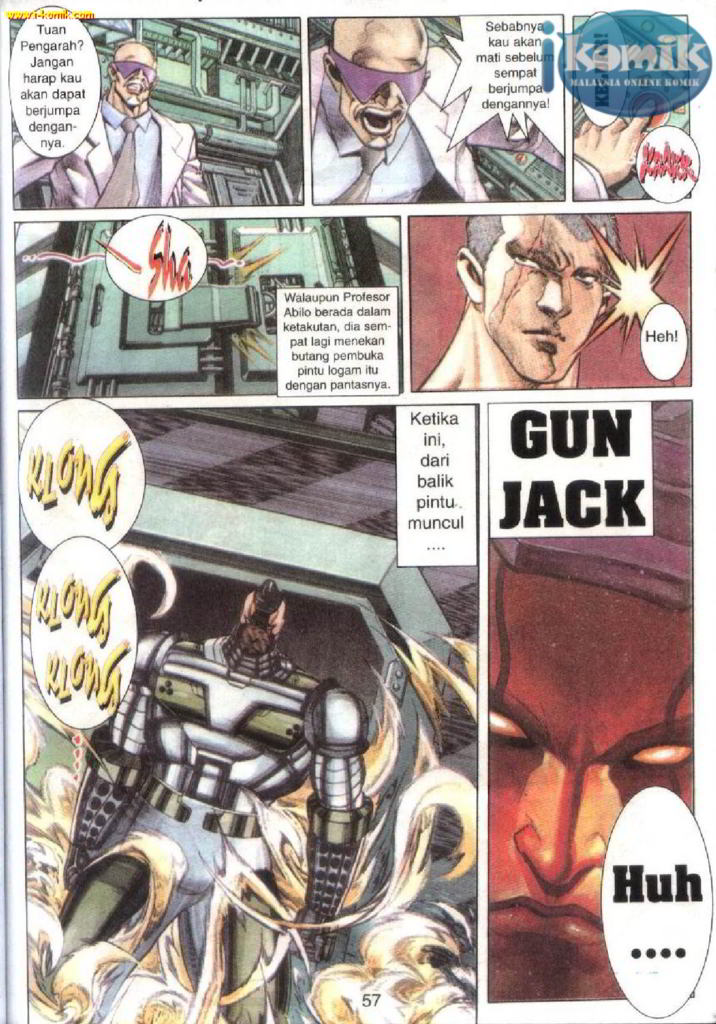 www.i-komik.com
Tuan
Pengarah?
Jangan
harap kau
akan dapat
berjumpa
dengan-
nya.
Sebabnya
kau akan
mati sebelum
sempat
berjumpa
dengannya!
ikomik
MALAYSIA ONLINE KOMIK
Sha
Walaupun Profesor
Abilo berada dalam
ketakutan, dia sem-
pat lagi menekan
butang pembuka
pintu logam itu
dengan pantasnya.
Heh!
KLONG
KLONG
KLONG
Ketika
ini,
dari
balik
pintu
muncul
....
GUN
JACK
Huh
....
57